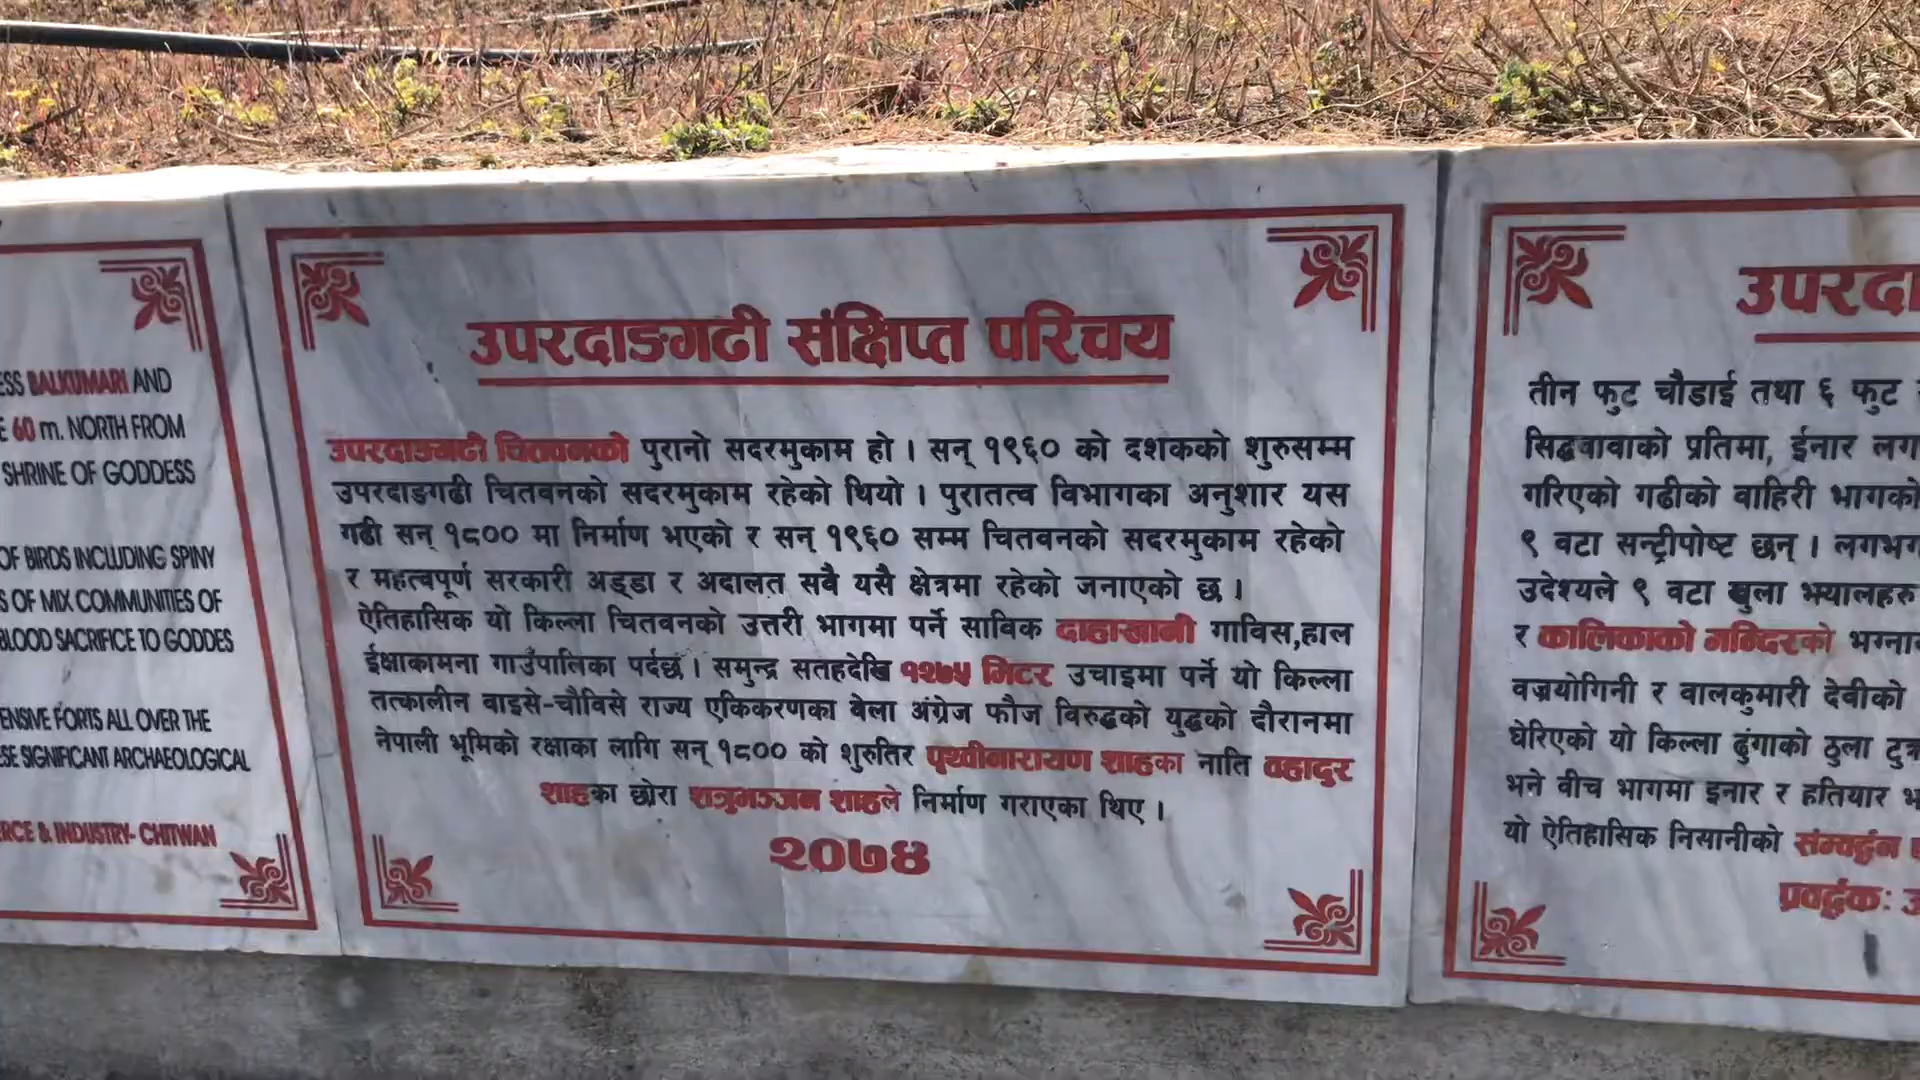 ESS BALKUMARI AND
E 60 m. NORTH FROM
SHRINE OF GODDESS
OF BIRDS INCLUDING SPINY
S OF MIX COMMUNITIES OF
BLOOD SACRIFICE TO GODDES
ENSIVE FORTS ALL OVER THE
SE SIGNIFICANT ARCHAEOLOGICAL
ERCE & INDUSTRY- CHITWAN
उपरदाङगढी संक्षिप्त परिचय
उपरदाङगढी चितवनको पुरानो सदरमुकाम हो । सन् १९६० को दशकको शुरुसम्म
उपरदाङगढी चितवनको सदरमुकाम रहेको थियो । पुरातत्व विभागका अनुशार यस
गढी सन् १८०० मा निर्माण भएको र सन् १९६० सम्म चितवनको सदरमुकाम रहेको
र महत्वपूर्ण सरकारी अड्डा र अदालत सवै यसै क्षेत्रमा रहेको जनाएको छ ।
ऐतिहासिक यो किल्ला चितवनको उत्तरी भागमा पर्ने साविक दाहाखानी गाविस,हाल
ईक्षाकामना गाउँपालिका पर्दछ । समुन्द्र सतहदेखि १२७५ मिटर उचाइमा पर्ने यो किल्ला
तत्कालीन वाइसे-चौविसे राज्य एकिकरणका बेला अंग्रेज फौज विरुद्धको युद्धको दौरानमा
नेपाली भूमिको रक्षाका लागि सन् १८०० को शुरुतिर पृथ्वीनारायण शाहका नाति वहादुर
शाहका छोरा शत्रुभञ्जन शाहले निर्माण गराएका थिए ।
२०७४
उपरदा
तीन फुट चौडाई तथा ६ फुट
सिद्धवावाको प्रतिमा, ईनार लग
गरिएको गढीको वाहिरी भागको
९ वटा सन्ट्रीपोष्ट छन् । लगभग
उदेश्यले ९ वटा खुला झ्यालहरु
र कालिकाको मन्दिरको भग्ना
वज्रयोगिनी र वालकुमारी देवीको
घेरिएको यो किल्ला ढुंगाको ठुला टुक्र
भने वीच भागमा इनार र हतियार भ
यो ऐतिहासिक निसानीको संम्वर्द्धन
प्रवर्द्धकः उ